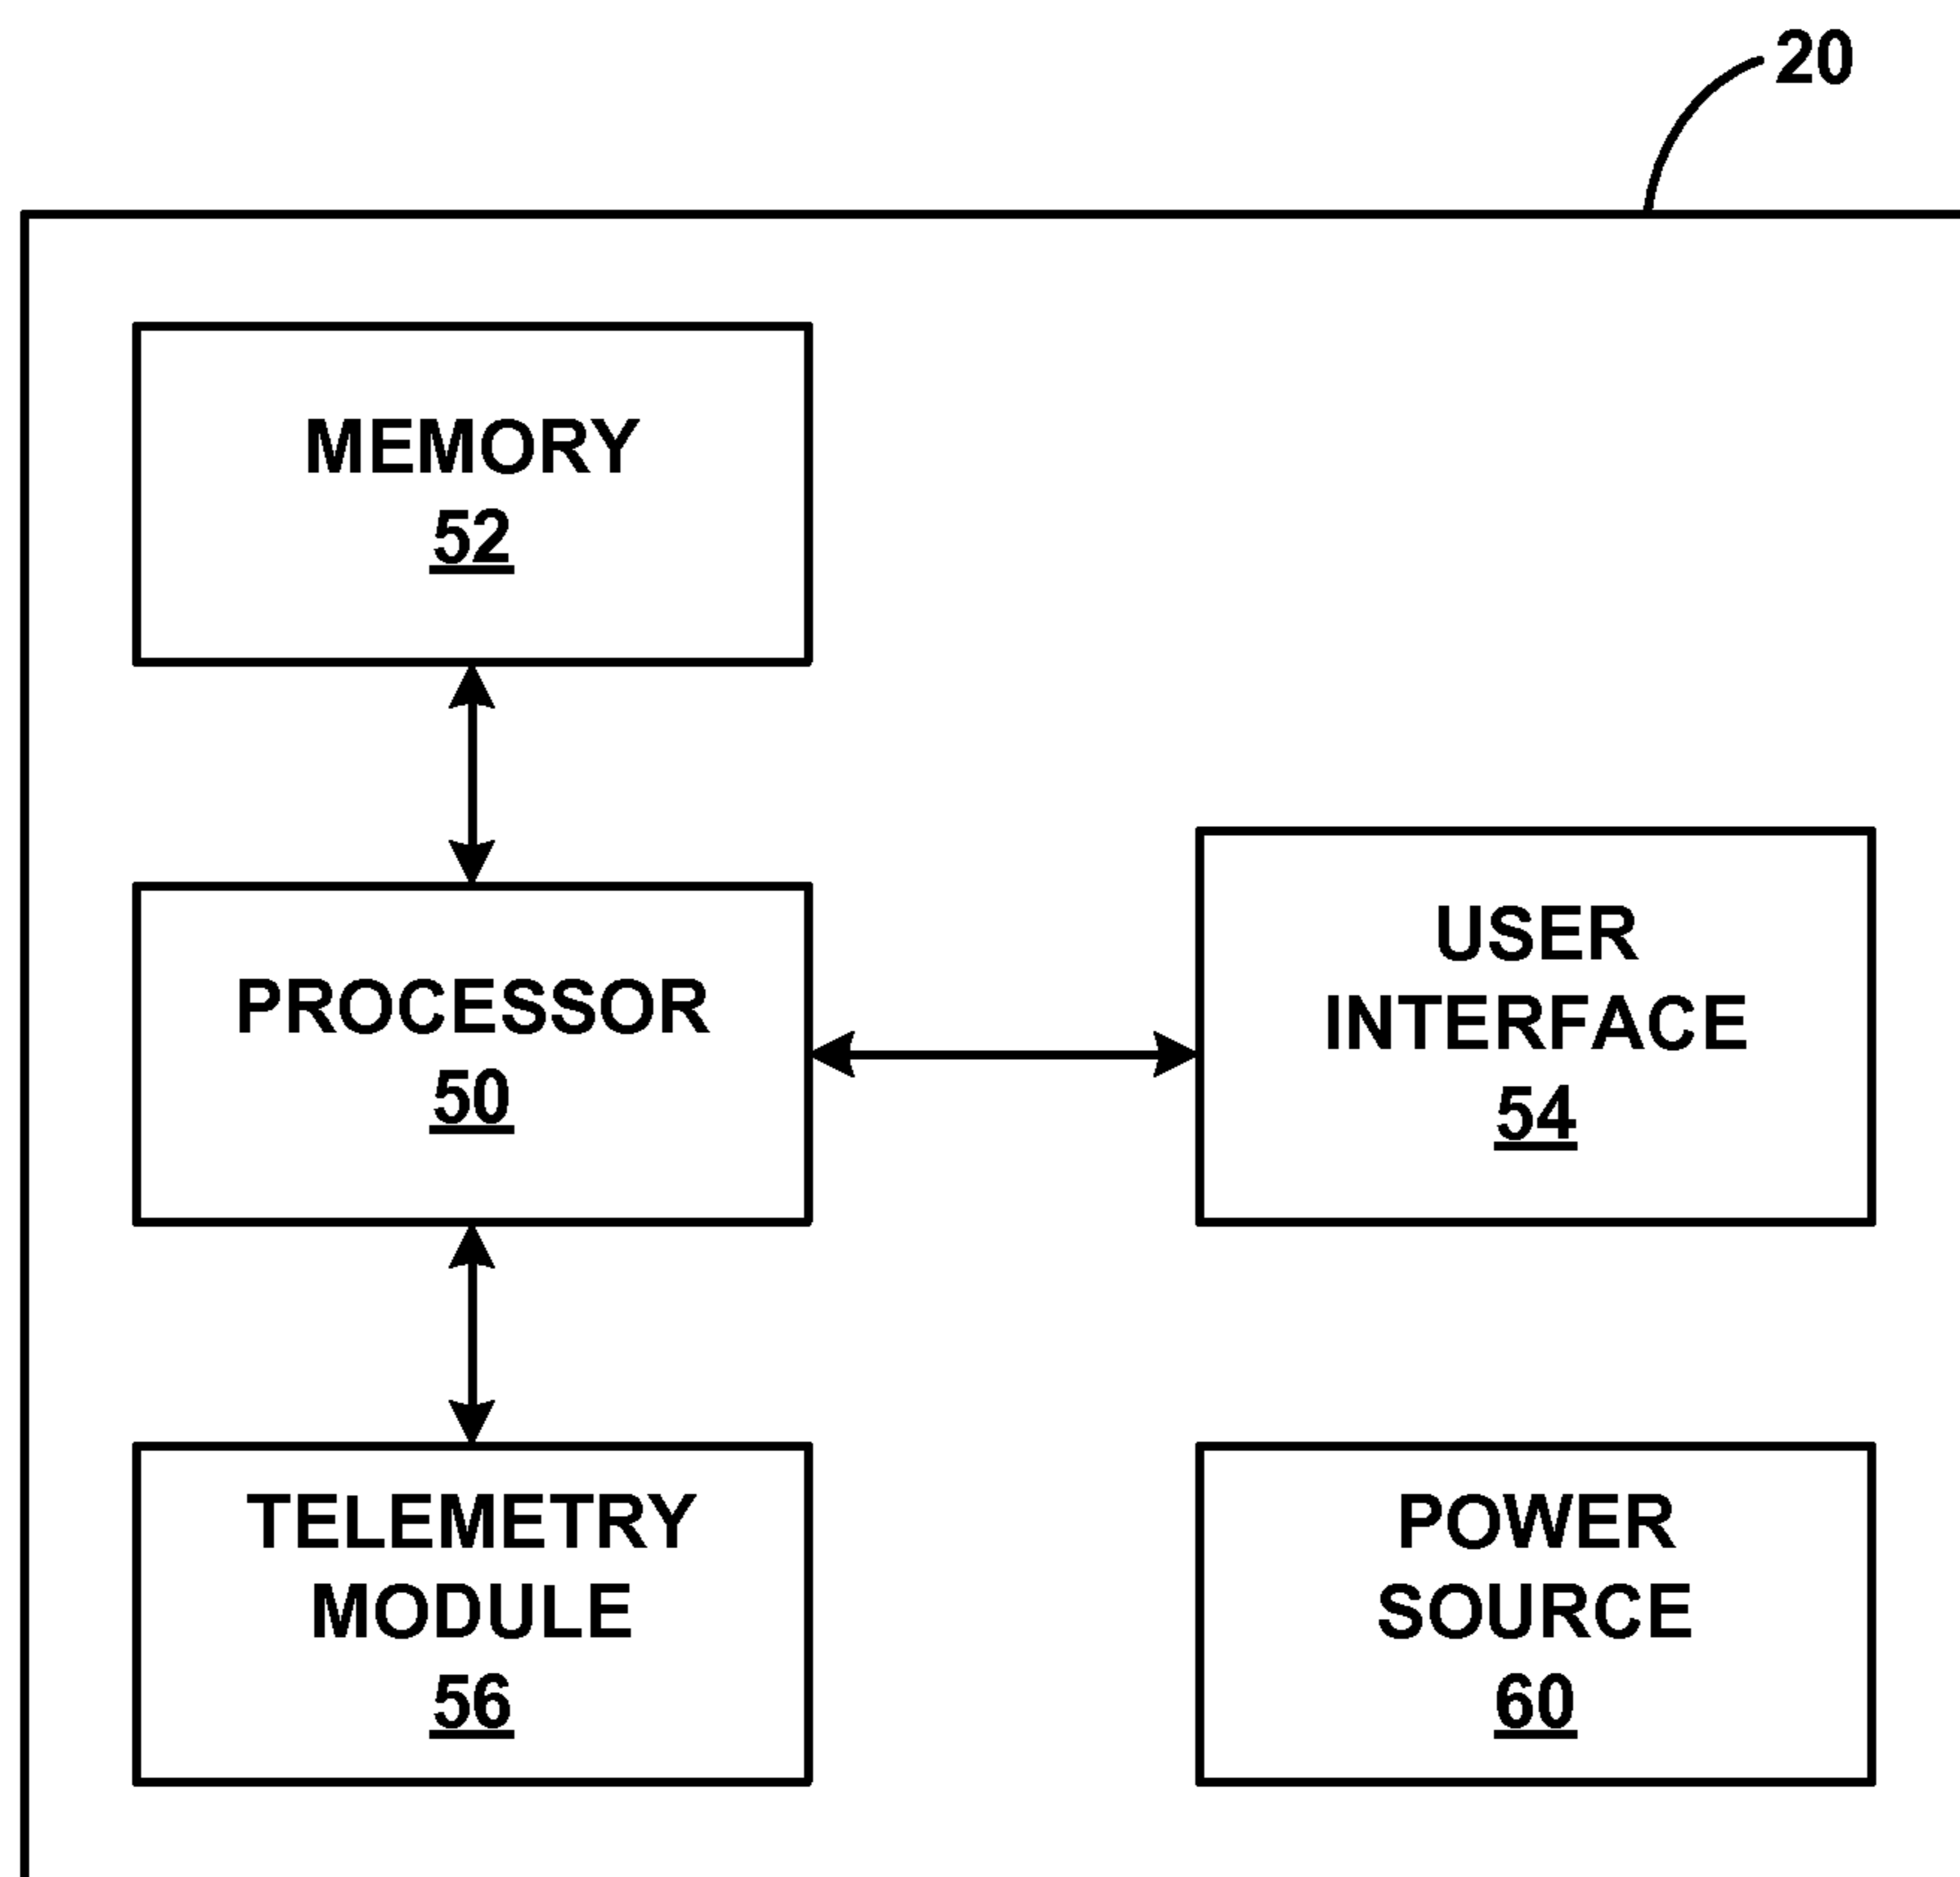 20
MEMORY
52
PROCESSOR
50
USER
INTERFACE
54
TELEMETRY
MODULE
56
POWER
SOURCE
60